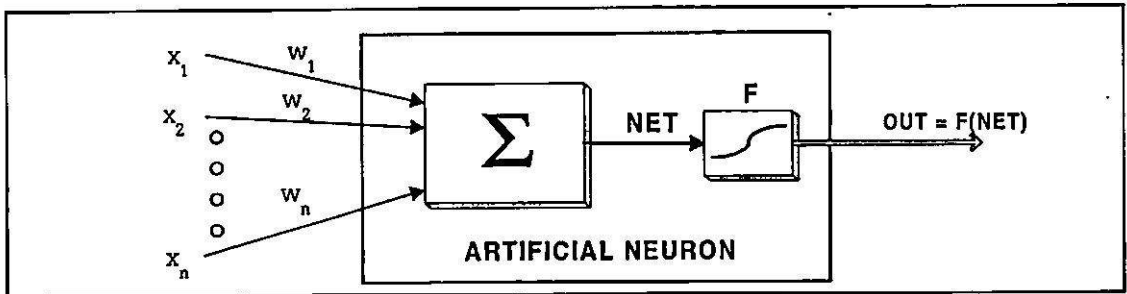 X₁ W₁
X₂ W₂
Xₙ Wₙ
Σ
NET
F
OUT = F(NET)
ARTIFICIAL NEURON